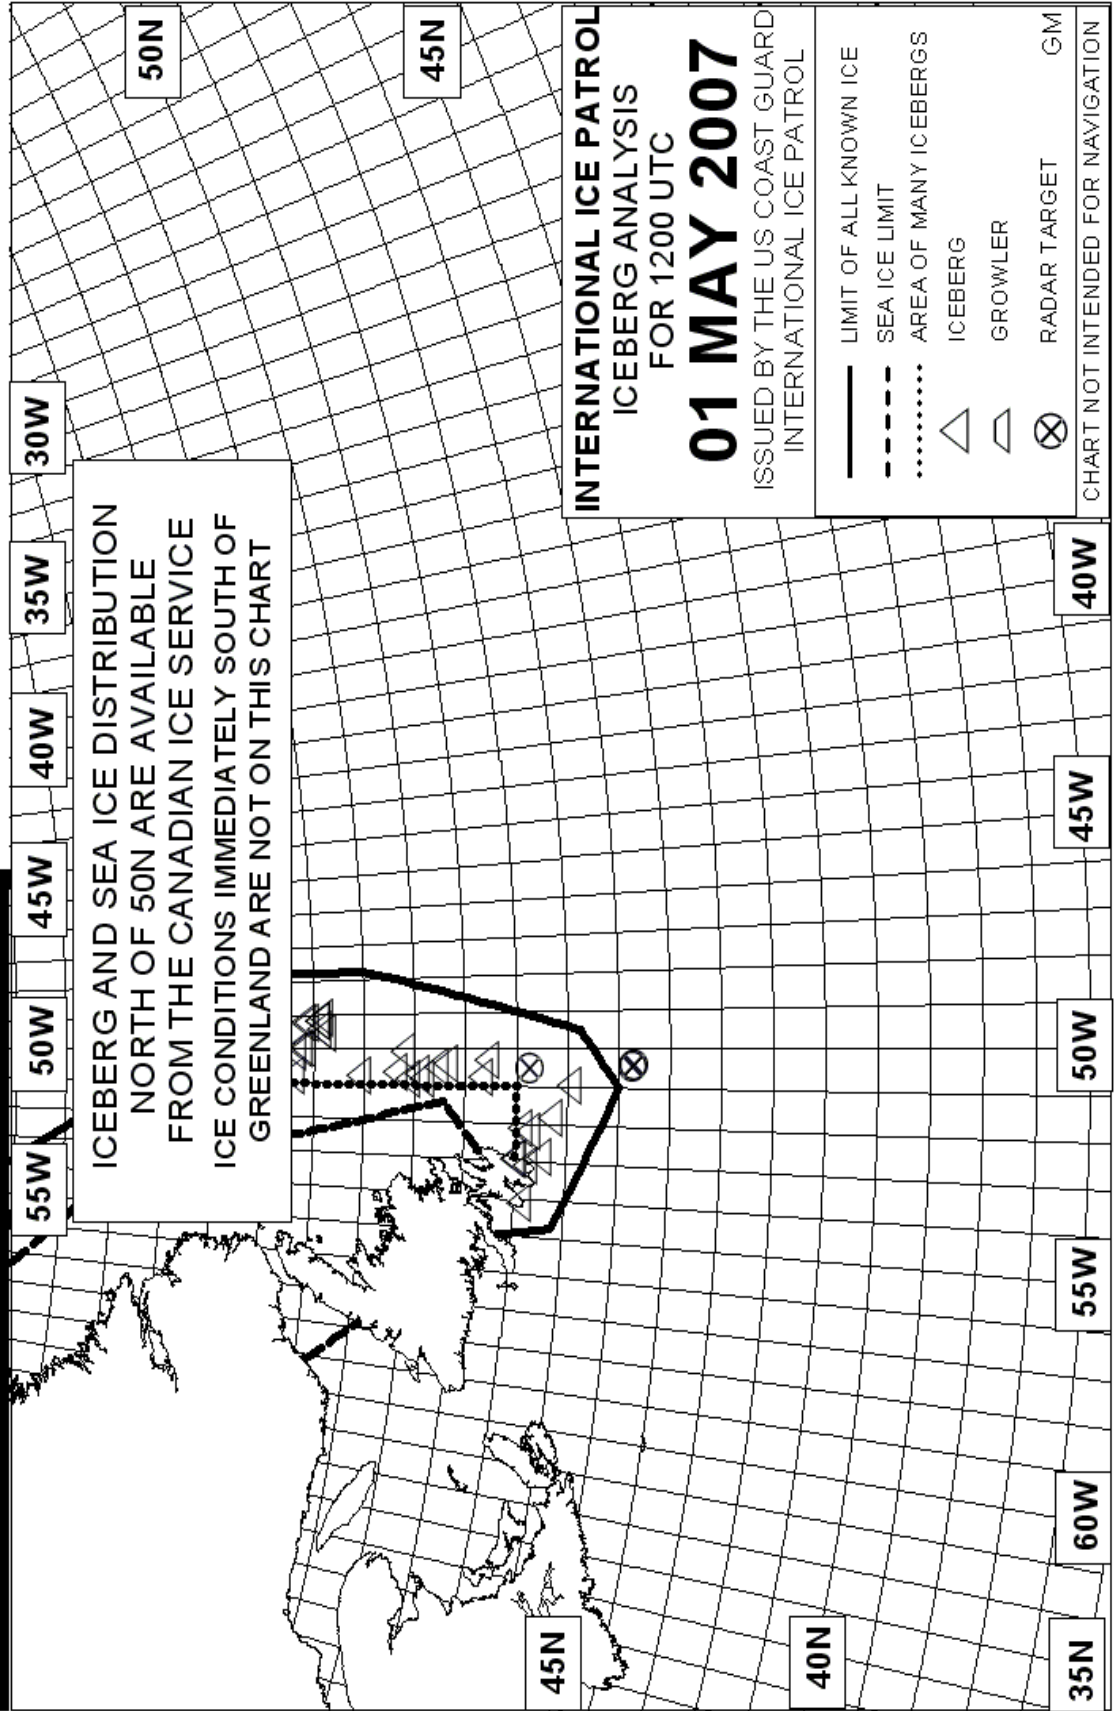 50N
45N
30W
35W
40W
45W
50W
55W
ICEBERG AND SEA ICE DISTRIBUTION
NORTH OF 50N ARE AVAILABLE
FROM THE CANADIAN ICE SERVICE
ICE CONDITIONS IMMEDIATELY SOUTH OF
GREENLAND ARE NOT ON THIS CHART
INTERNATIONAL ICE PATROL
ICEBERG ANALYSIS
FOR 1200 UTC
01 MAY 2007
ISSUED BY THE US COAST GUARD
INTERNATIONAL ICE PATROL
LIMIT OF ALL KNOWN ICE
SEA ICE LIMIT
AREA OF MANY ICEBERGS
ICEBERG
GROWLER
RADAR TARGET GM
CHART NOT INTENDED FOR NAVIGATION
45N
40N
35N
60W
55W
50W
45W
40W